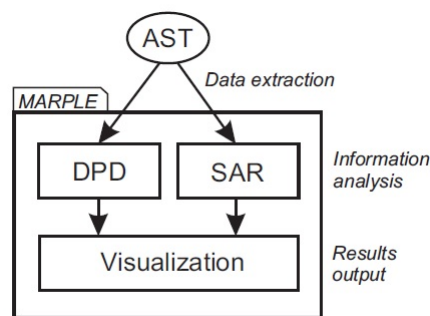 AST
Data extraction
MARPLE
DPD
SAR
Information
analysis
Visualization
Results
output